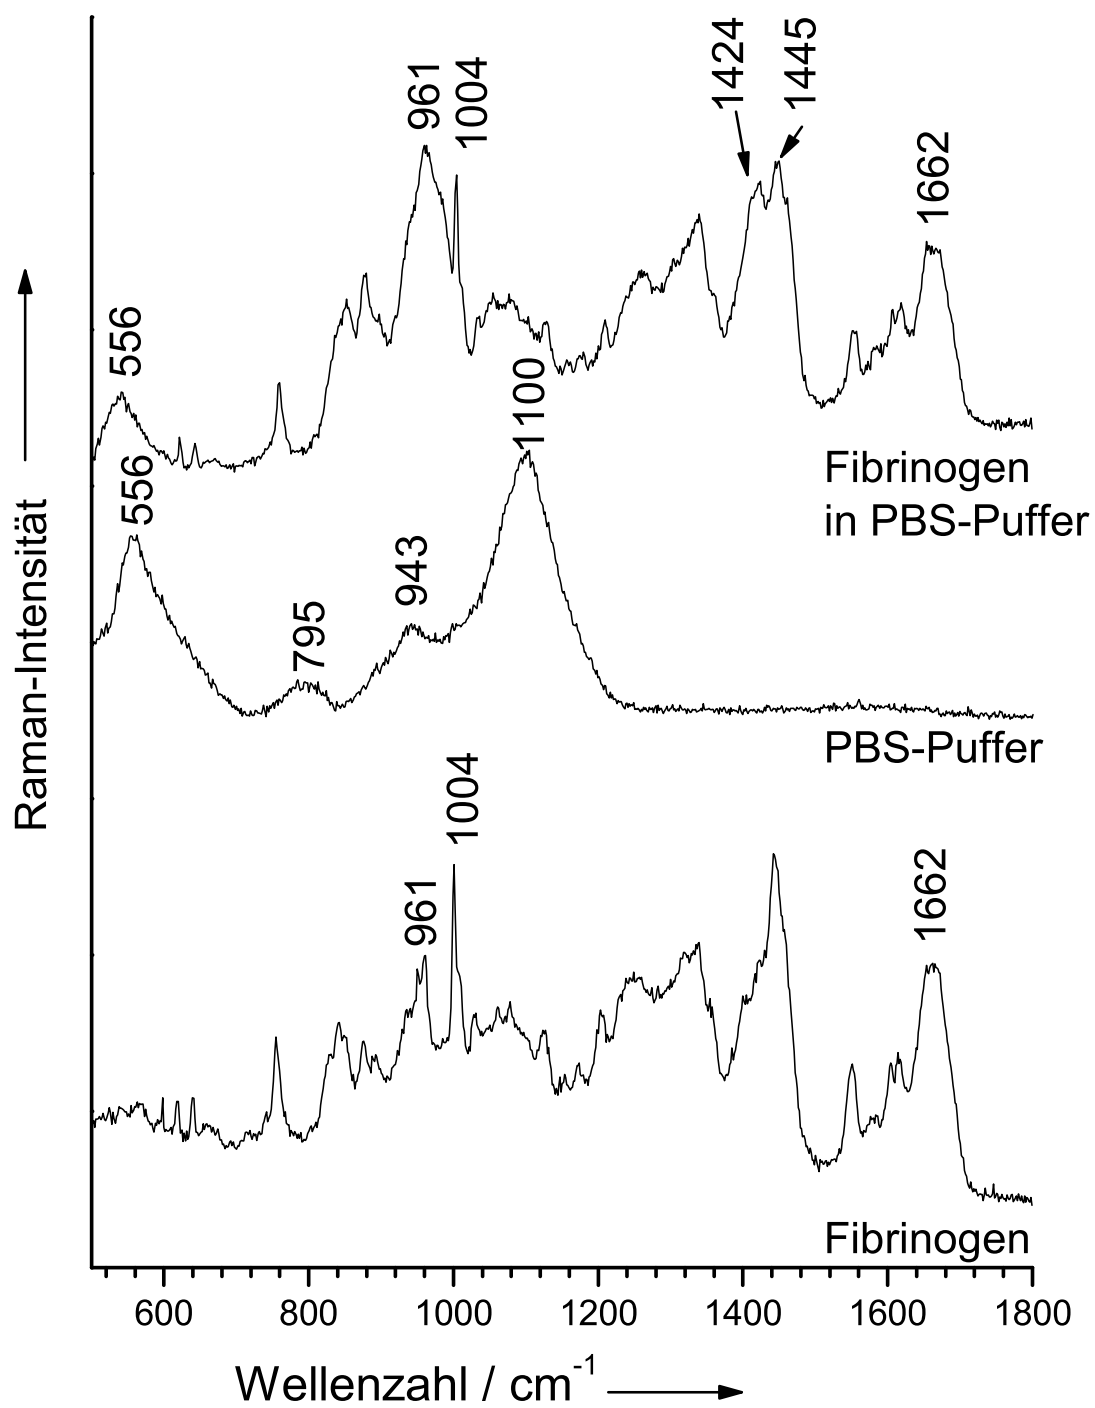 1424
1445
961
1004
1662
556
Fibrinogen
in PBS-Puffer
1100
556
943
795
PBS-Puffer
1004
961
1662
Fibrinogen
Raman-Intensität
600 800 1000 1200 1400 1600 1800
Wellenzahl / cm⁻¹